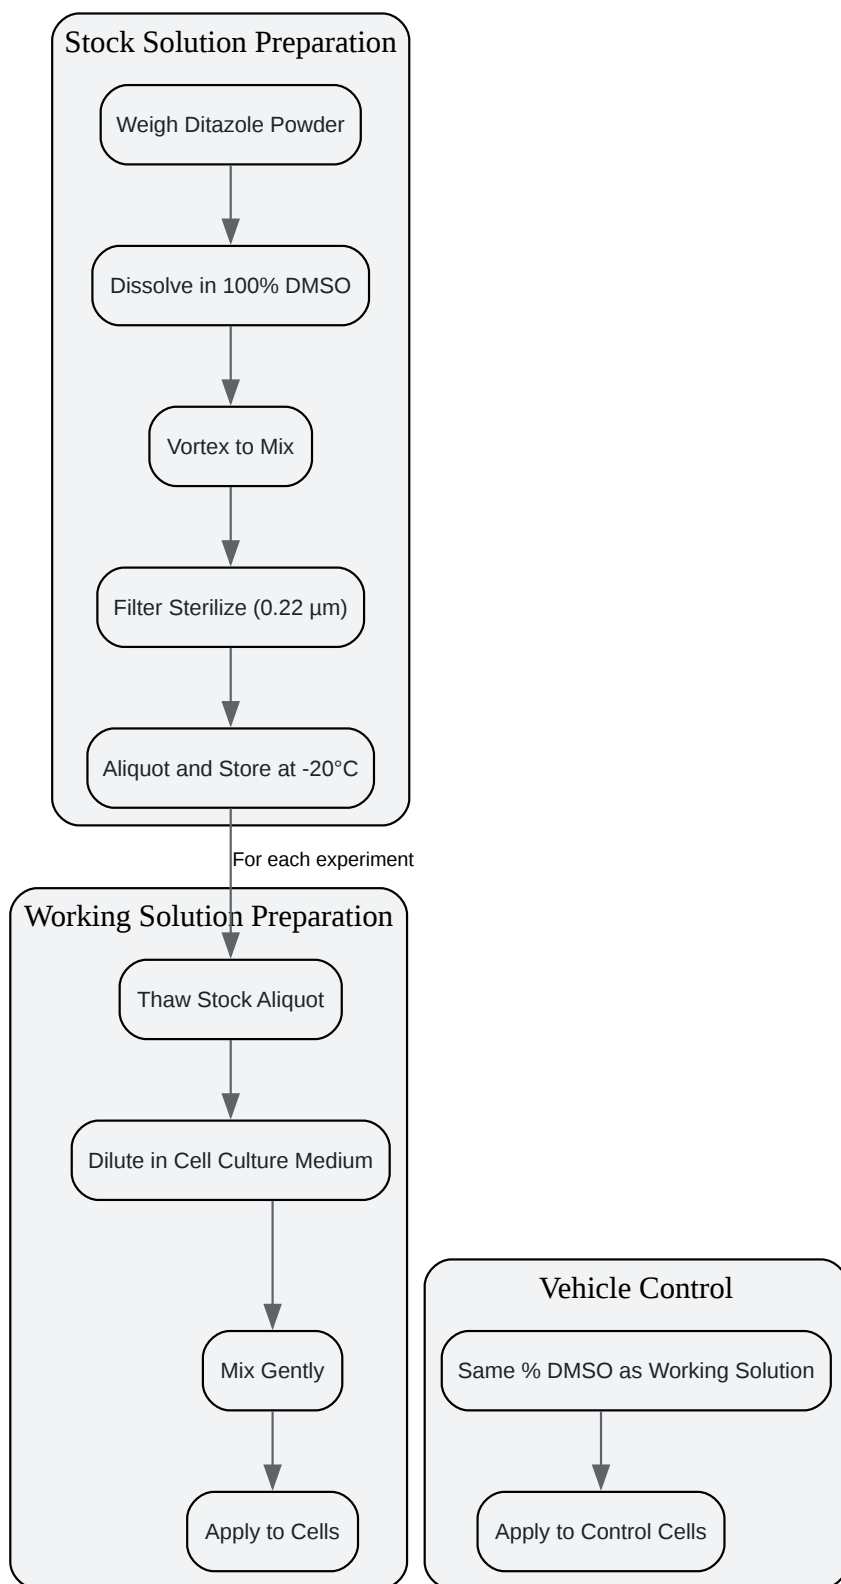 Stock Solution Preparation
Weigh Ditazole Powder
Dissolve in 100% DMSO
Vortex to Mix
Filter Sterilize (0.22 µm)
Aliquot and Store at -20°C
For each experiment
Working Solution Preparation
Thaw Stock Aliquot
Dilute in Cell Culture Medium
Mix Gently
Apply to Cells
Vehicle Control
Same % DMSO as Working Solution
Apply to Control Cells